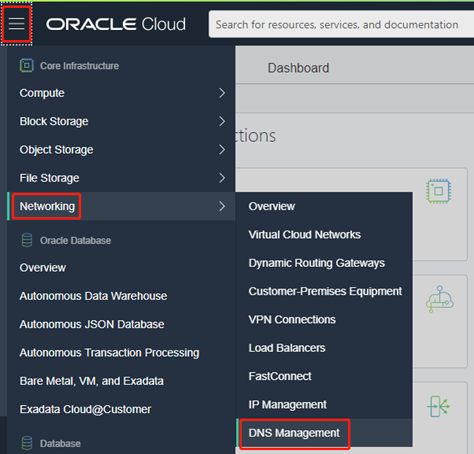 ORACLE Cloud
Search for resources, services, and documentation
Core Infrastructure
Dashboard
Compute
Block Storage
Object Storage
File Storage
Networking
Overview
Virtual Cloud Networks
Dynamic Routing Gateways
Customer-Premises Equipment
VPN Connections
Load Balancers
FastConnect
IP Management
DNS Management
Oracle Database
Overview
Autonomous Data Warehouse
Autonomous JSON Database
Autonomous Transaction Processing
Bare Metal, VM, and Exadata
Exadata Cloud@Customer
Database